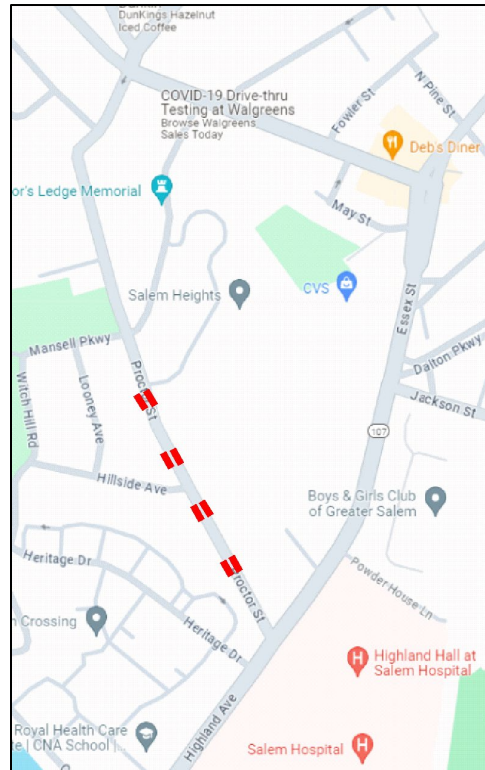 DunKings Hazelnut
Iced Coffee
COVID-19 Drive-thru
Testing at Walgreens
Browse Walgreens
Sales Today
N Pine St
Fowler St
Deb's Diner
or's Ledge Memorial
May St
Salem Heights
CVS
Essex St
Mansell Pkwy
Dalton Pkwy
Proctor St
Jackson St
Witch Hill Rd
Looney Ave
107
Hillside Ave
Boys & Girls Club
of Greater Salem
Heritage Dr
Powder House Ln
Proctor St
n Crossing
Heritage Dr
Highland Hall at
Salem Hospital
Highland Ave
Royal Health Care
te | CNA School |...
Salem Hospital